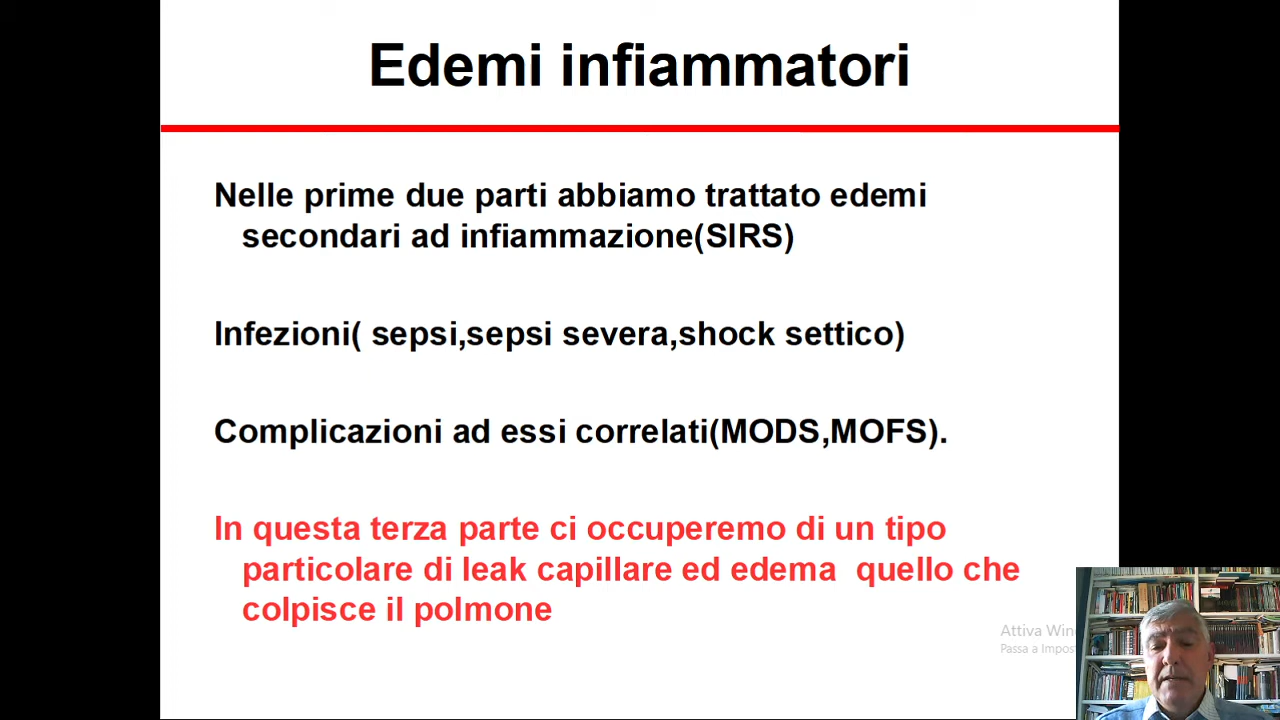 Edemi infiammatori
Nelle prime due parti abbiamo trattato edemi
secondari ad infiammazione(SIRS)
Infezioni( sepsi,sepsi severa,shock settico)
Complicazioni ad essi correlati(MODS,MOFS).
In questa terza parte ci occuperemo di un tipo
particolare di leak capillare ed edema quello che
colpisce il polmone
Attiva Win
Passa a Impos